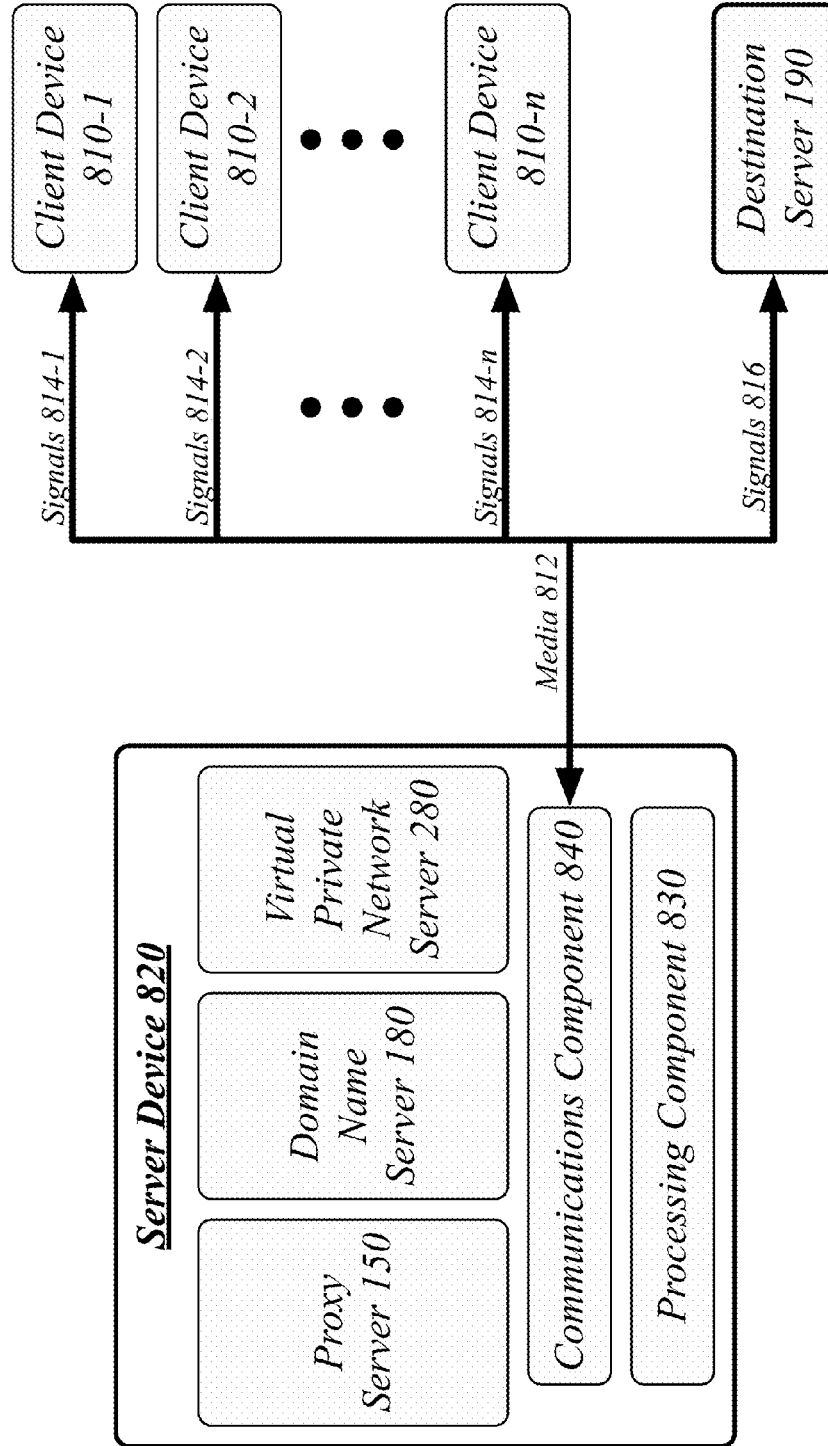 Server Device 820
Proxy
Server 150
Domain
Name
Server 180
Virtual
Private
Network
Server 280
Communications Component 840
Processing Component 830
Media 812
Signals 814-1
Signals 814-2
Signals 814-n
Signals 816
Client Device
810-1
Client Device
810-2
Client Device
810-n
Destination
Server 190